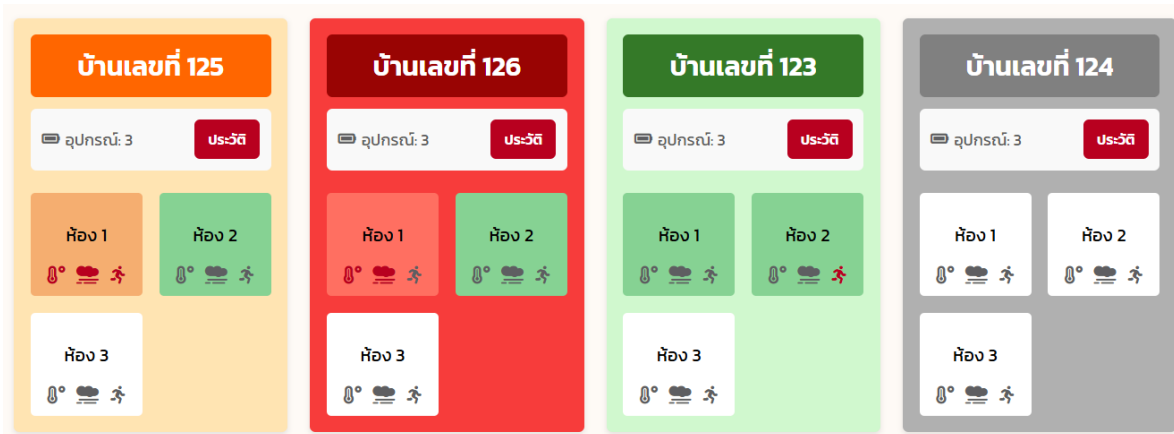 บ้านเลขที่ 125
อุปกรณ์: 3
ประวัติ
ห้อง 1
ห้อง 2
ห้อง 3
บ้านเลขที่ 126
อุปกรณ์: 3
ประวัติ
ห้อง 1
ห้อง 2
ห้อง 3
บ้านเลขที่ 123
อุปกรณ์: 3
ประวัติ
ห้อง 1
ห้อง 2
ห้อง 3
บ้านเลขที่ 124
อุปกรณ์: 3
ประวัติ
ห้อง 1
ห้อง 2
ห้อง 3